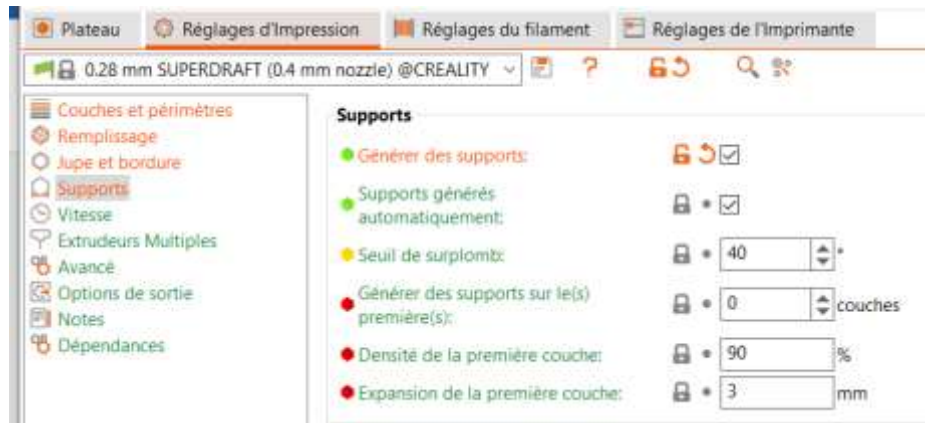 Plateau
Réglages d'Impression
Réglages du filament
Réglages de l'Imprimante
0.28 mm SUPERDRAFT (0.4 mm nozzle) @CREALITY
?
Couches et périmètres
Remplissage
Jupe et bordure
Supports
Vitesse
Extrudeurs Multiples
Avancé
Options de sortie
Notes
Dépendances
Supports
Générer des supports:
Supports générés
automatiquement:
Seuil de surplomb: 40 °
Générer des supports sur le(s)
première(s): 0 couches
Densité de la première couche: 90 %
Expansion de la première couche: 3 mm